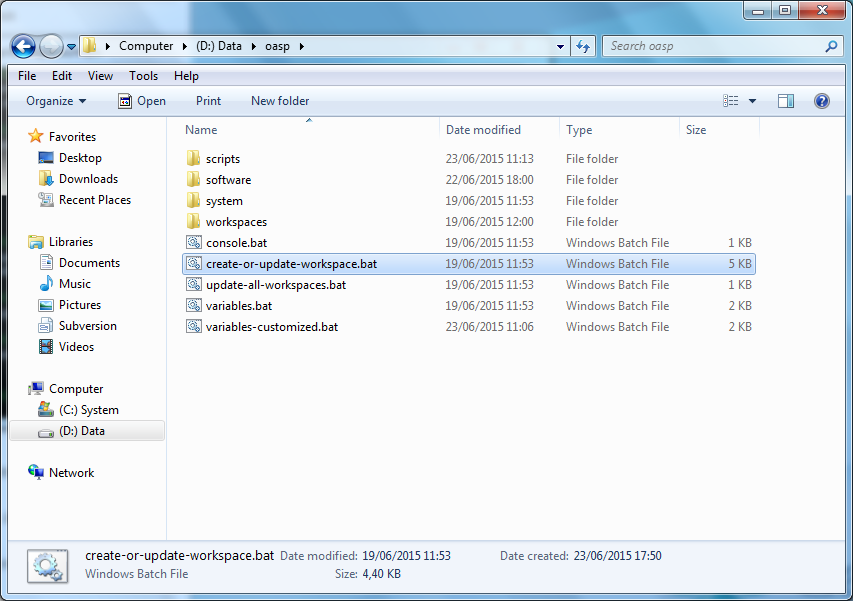 Computer (D:) Data oasp
Search oasp
File Edit View Tools Help
Organize Open Print New folder
Name Date modified Type Size
Favorites
Desktop
Downloads
Recent Places
Libraries
Documents
Music
Pictures
Subversion
Videos
Computer
(C:) System
(D:) Data
Network
scripts 23/06/2015 11:13 File folder
software 22/06/2015 18:00 File folder
system 19/06/2015 11:53 File folder
workspaces 19/06/2015 12:00 File folder
console.bat 19/06/2015 11:53 Windows Batch File 1 KB
create-or-update-workspace.bat 19/06/2015 11:53 Windows Batch File 5 KB
update-all-workspaces.bat 19/06/2015 11:53 Windows Batch File 1 KB
variables.bat 19/06/2015 11:53 Windows Batch File 2 KB
variables-customized.bat 23/06/2015 11:06 Windows Batch File 2 KB
create-or-update-workspace.bat Date modified: 19/06/2015 11:53 Date created: 23/06/2015 17:50
Windows Batch File Size: 4,40 KB